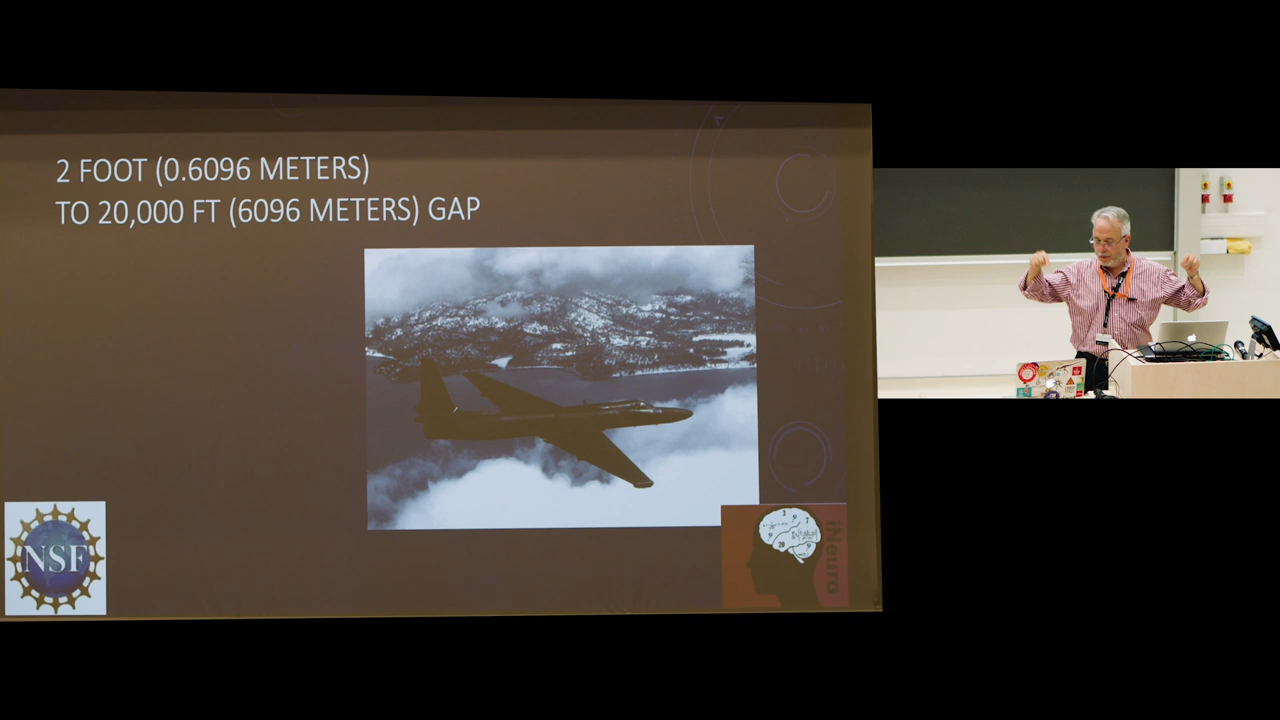 2 FOOT (0.6096 METERS)
TO 20,000 FT (6096 METERS) GAP
NSF
iNeuro